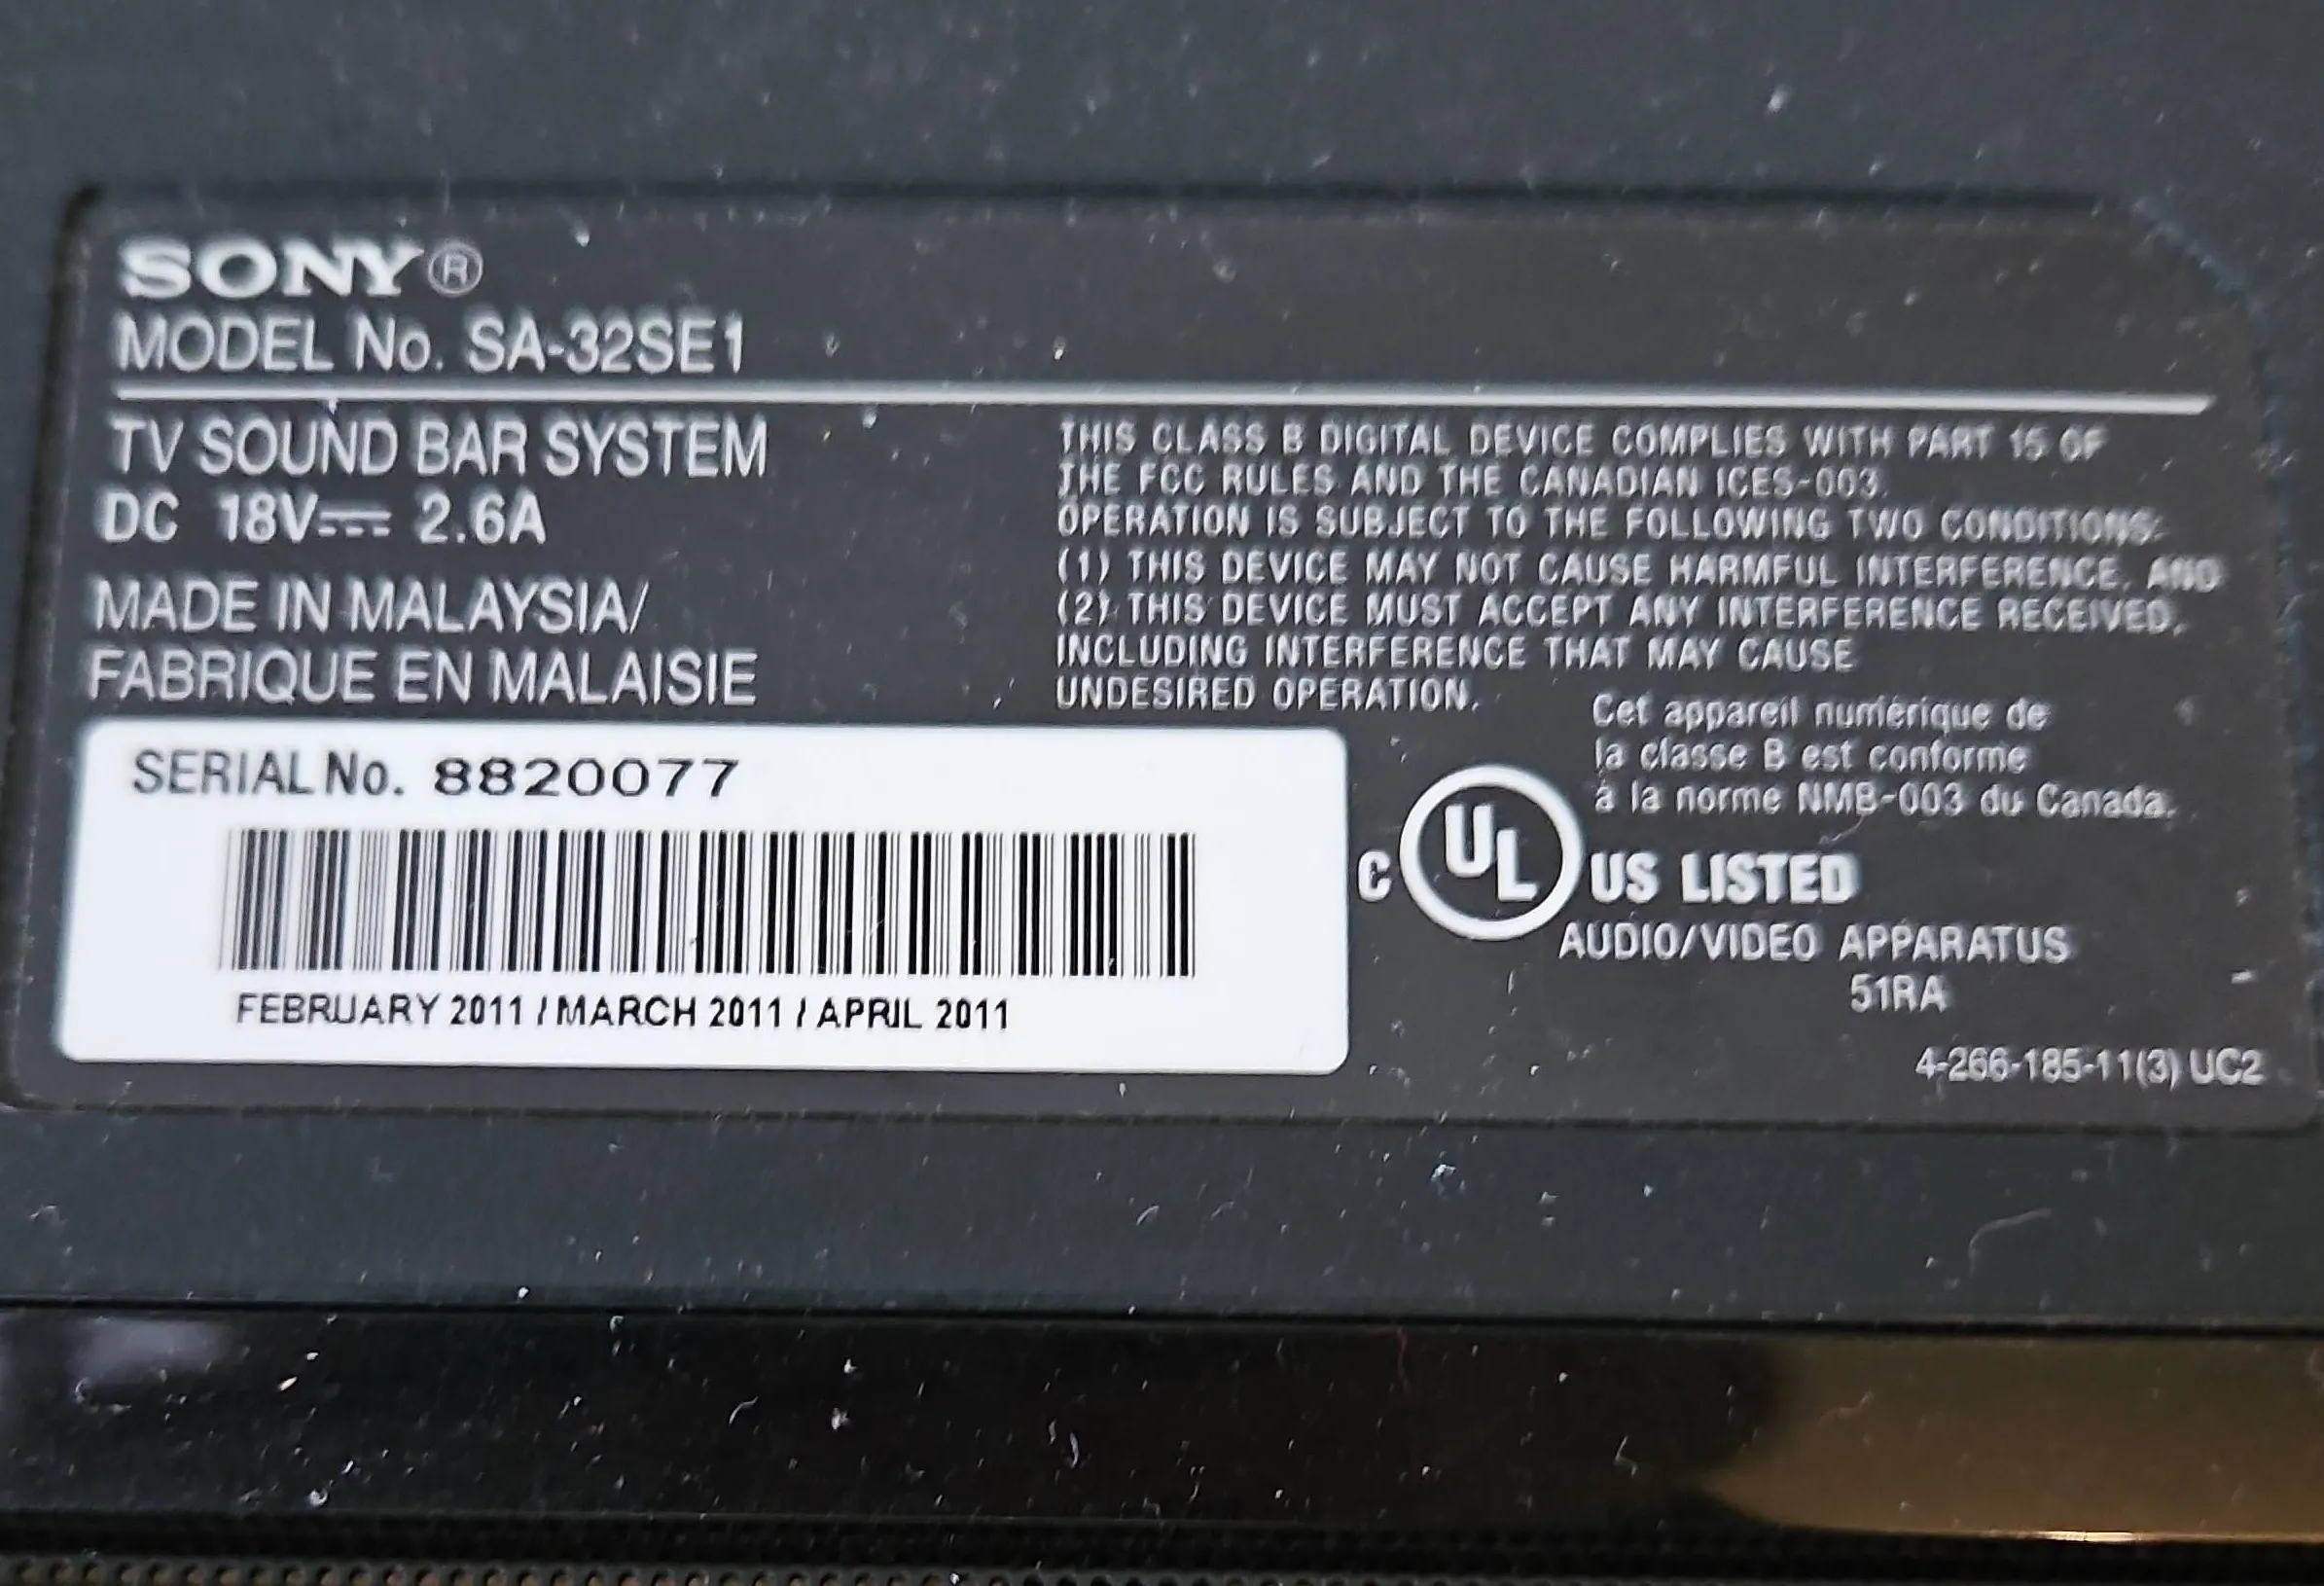 SONY®
MODEL No. SA-32SE1
TV SOUND BAR SYSTEM
DC 18V⎓ 2.6A
MADE IN MALAYSIA/
FABRIQUE EN MALAISIE
SERIAL No. 8820077
FEBRUARY 2011 / MARCH 2011 / APRIL 2011
THIS CLASS B DIGITAL DEVICE COMPLIES WITH PART 15 OF
THE FCC RULES AND THE CANADIAN ICES-003.
OPERATION IS SUBJECT TO THE FOLLOWING TWO CONDITIONS:
(1) THIS DEVICE MAY NOT CAUSE HARMFUL INTERFERENCE, AND
(2) THIS DEVICE MUST ACCEPT ANY INTERFERENCE RECEIVED,
INCLUDING INTERFERENCE THAT MAY CAUSE
UNDESIRED OPERATION.
Cet appareil numérique de
la classe B est conforme
à la norme NMB-003 du Canada.
C UL US LISTED
AUDIO/VIDEO APPARATUS
51RA
4-266-185-11(3) UC2